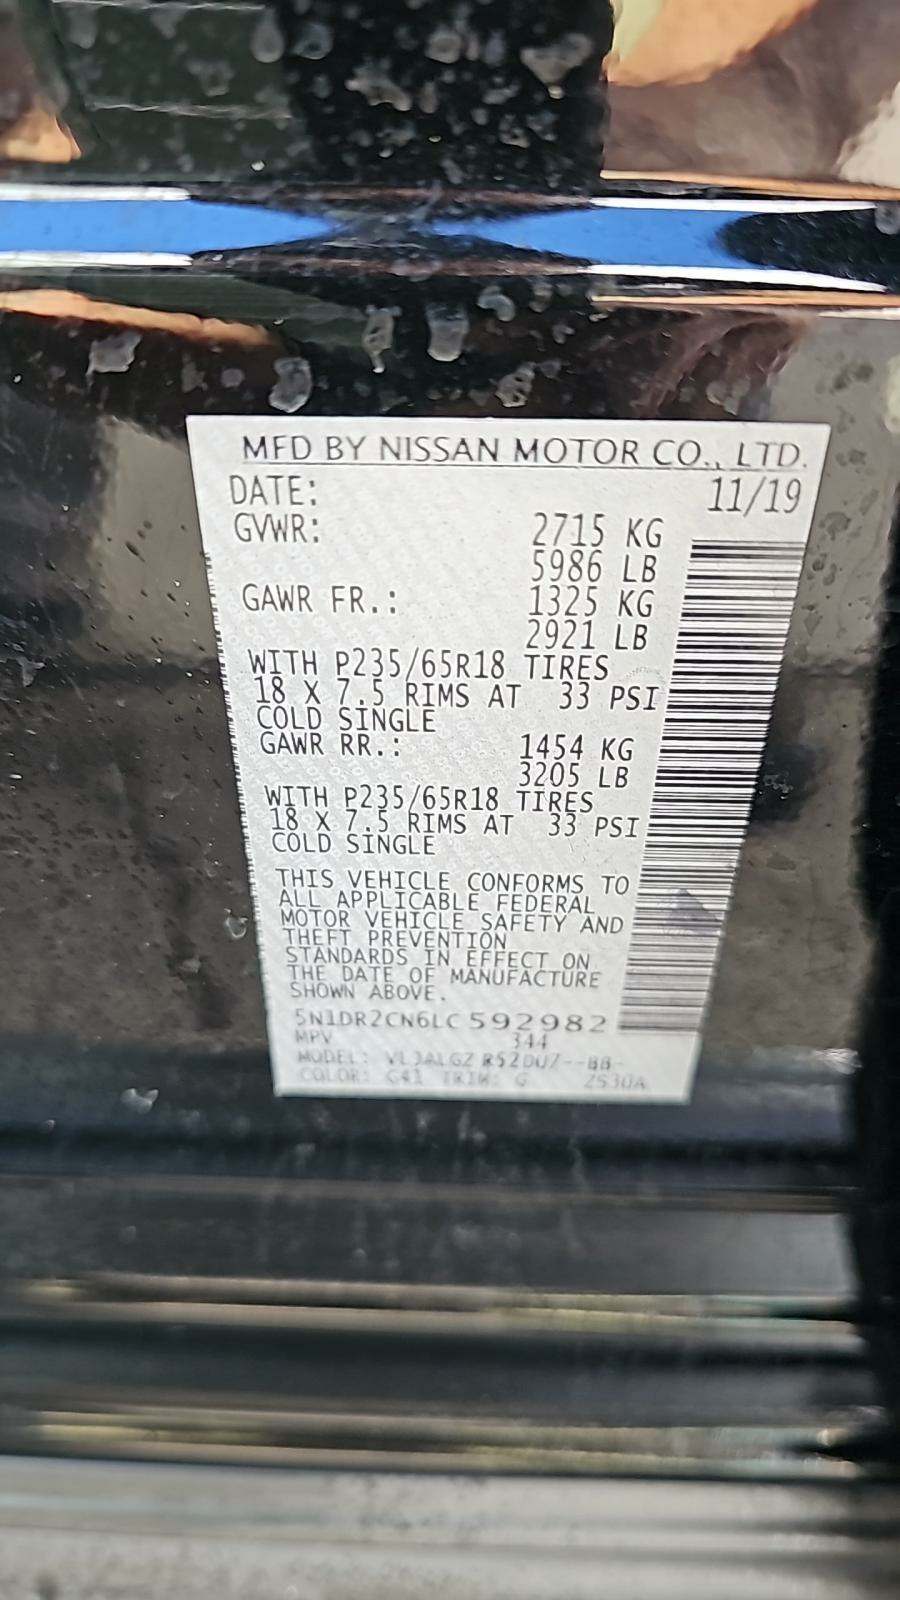 MFD BY NISSAN MOTOR CO., LTD.
DATE: 11/19
GVWR: 2715 KG
5986 LB
GAWR FR.: 1325 KG
2921 LB
WITH P235/65R18 TIRES
18 X 7.5 RIMS AT 33 PSI
COLD SINGLE
GAWR RR.: 1454 KG
3205 LB
WITH P235/65R18 TIRES
18 X 7.5 RIMS AT 33 PSI
COLD SINGLE
THIS VEHICLE CONFORMS TO
ALL APPLICABLE FEDERAL
MOTOR VEHICLE SAFETY AND
THEFT PREVENTION
STANDARDS IN EFFECT ON
THE DATE OF MANUFACTURE
SHOWN ABOVE.
5N1DR2CN6LC592982
MPV 344
MODEL:
COLOR: G41 TRIM: G